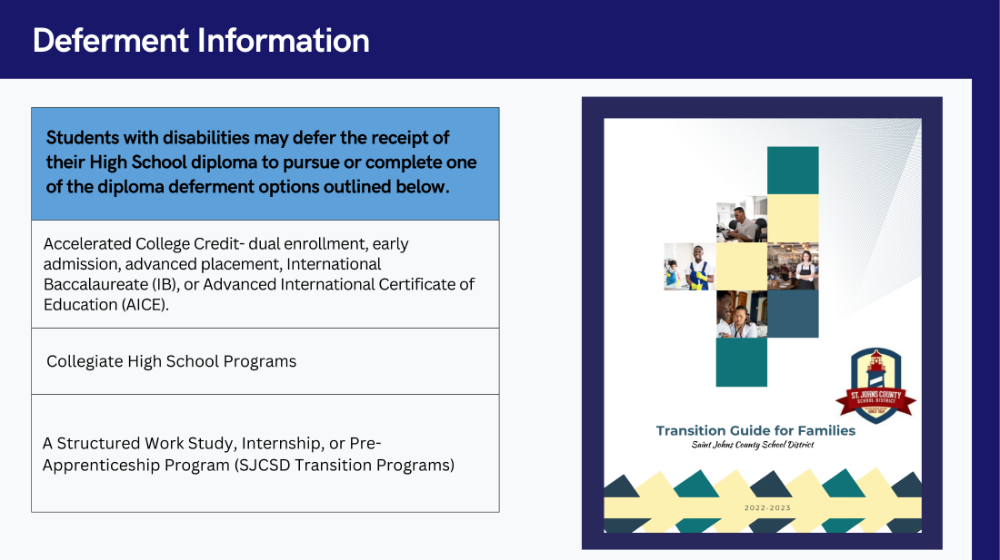 Deferment Information
Students with disabilities may defer the receipt of
their High School diploma to pursue or complete one
of the diploma deferment options outlined below.
Accelerated College Credit- dual enrollment, early
admission, advanced placement, International
Baccalaureate (IB), or Advanced International Certificate of
Education (AICE).
Collegiate High School Programs
A Structured Work Study, Internship, or Pre-
Apprenticeship Program (SJCSD Transition Programs)
ST. JOHNS COUNTY
SCHOOL DISTRICT
Transition Guide for Families
Saint Johns County School District
2022-2023